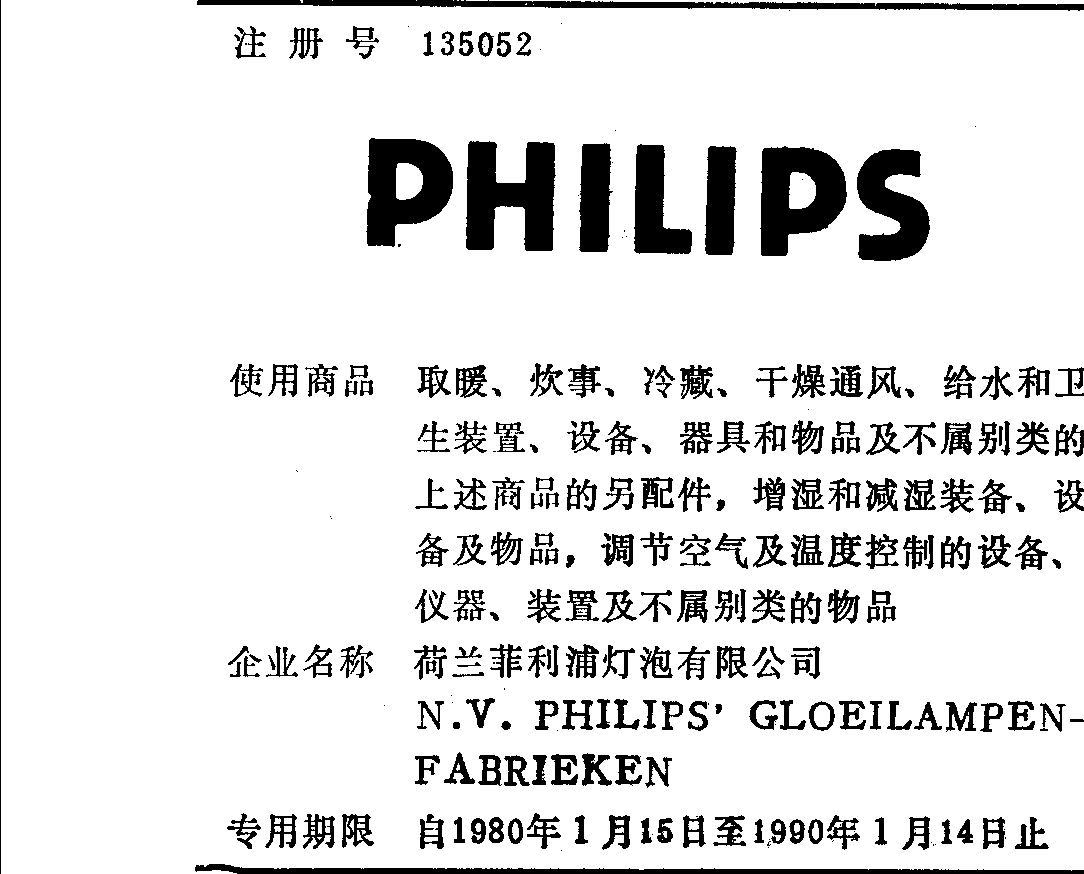 注册号 135052
PHILIPS
使用商品 取暖、炊事、冷藏、干燥通风、给水和卫
生装置、设备、器具和物品及不属别类的
上述商品的另配件，增湿和减湿装备、设
备及物品，调节空气及温度控制的设备、
仪器、装置及不属别类的物品
企业名称 荷兰菲利浦灯泡有限公司
N.V. PHILIPS' GLOEILAMPEN-
FABRIEKEN
专用期限 自1980年1月15日至1990年1月14日止